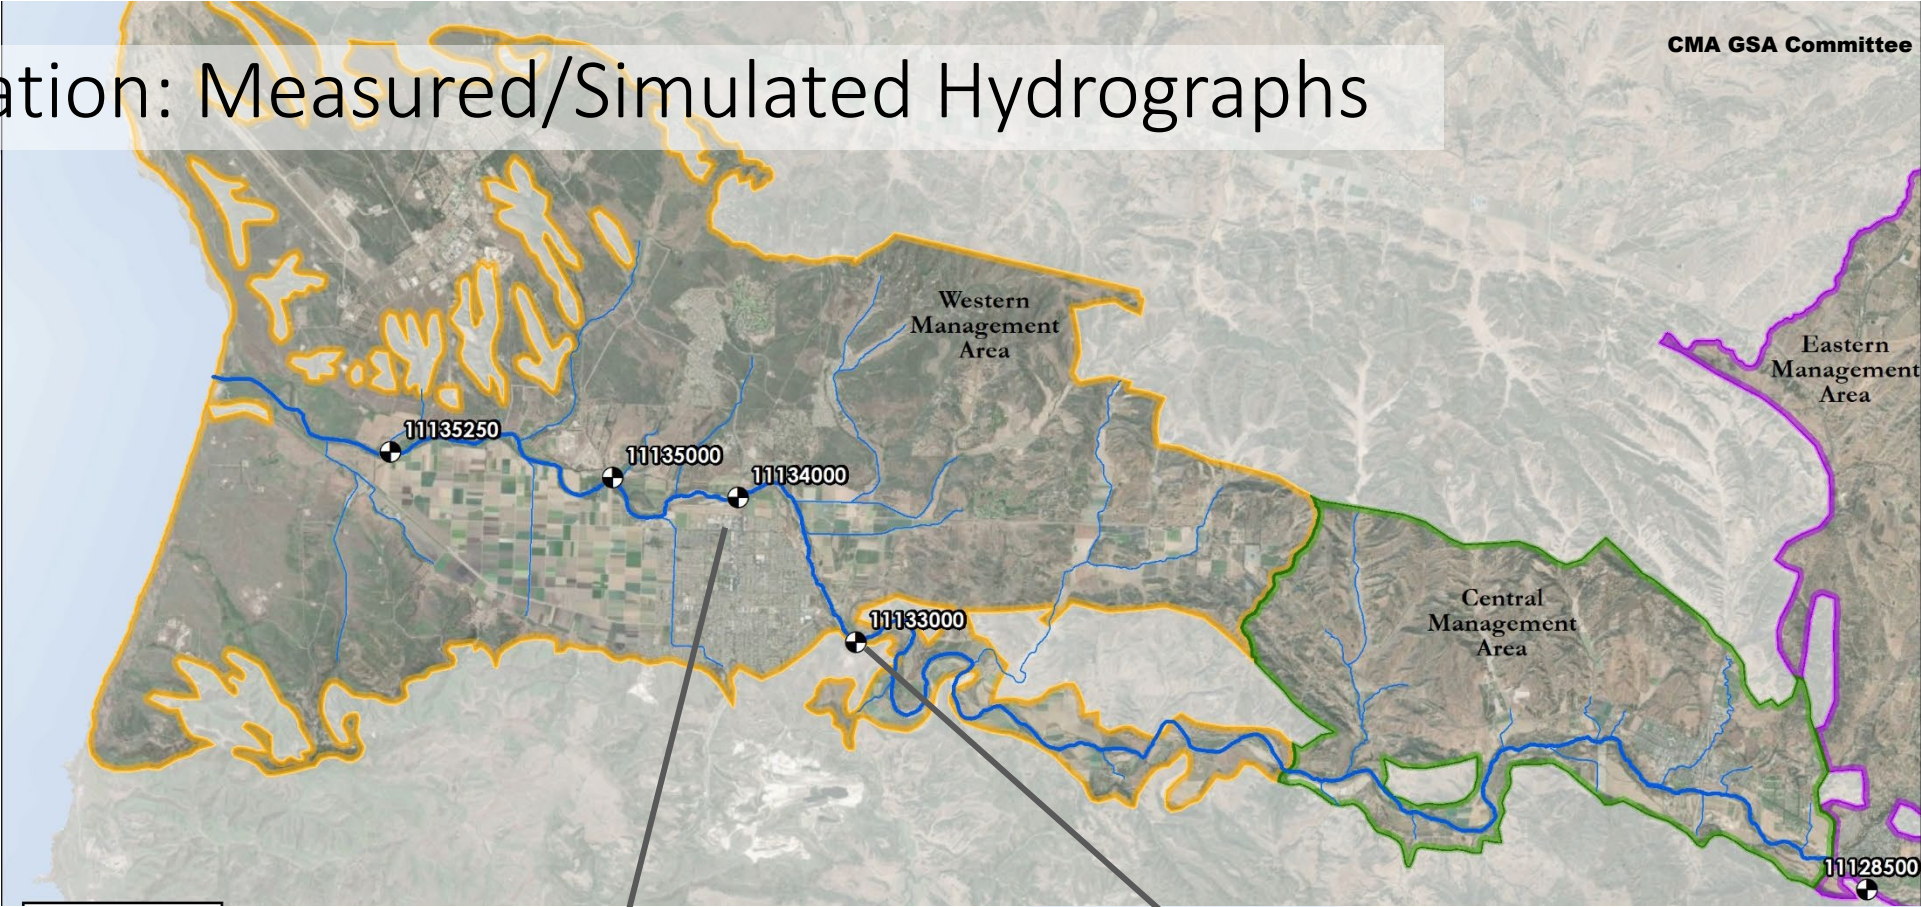 CMA GSA Committee
ation: Measured/Simulated Hydrographs
Western
Management
Area
Eastern
Management
Area
11135250
11135000
11134000
Central
Management
Area
11133000
11128500